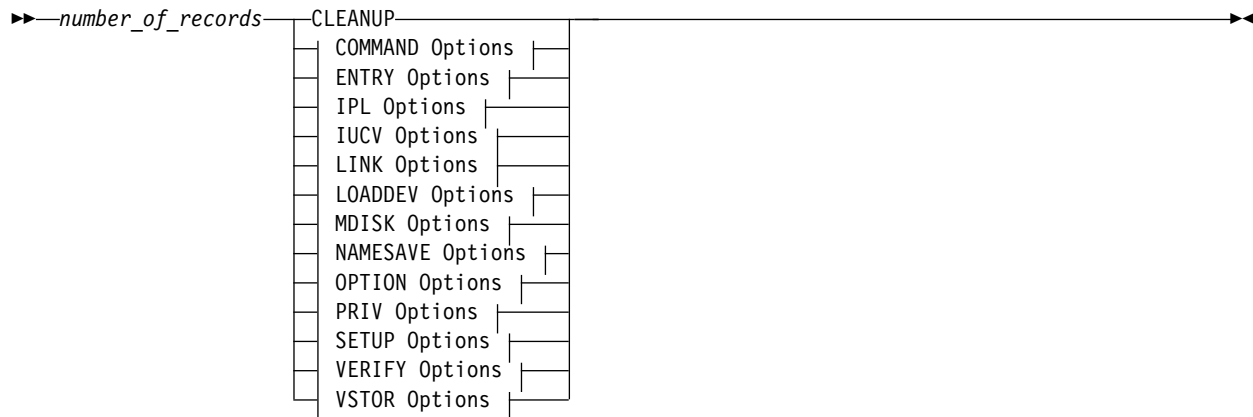 number_of_records CLEANUP
COMMAND Options
ENTRY Options
IPL Options
IUCV Options
LINK Options
LOADDEV Options
MDISK Options
NAMESAVE Options
OPTION Options
PRIV Options
SETUP Options
VERIFY Options
VSTOR Options